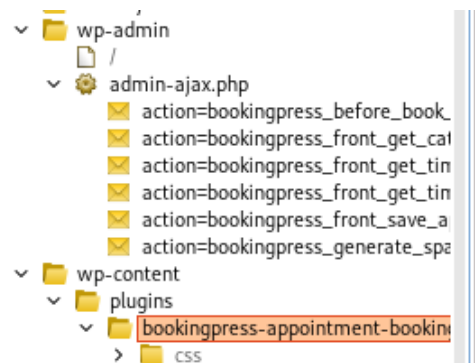 wp-admin
/
admin-ajax.php
action=bookingpress_before_book_
action=bookingpress_front_get_cat
action=bookingpress_front_get_tim
action=bookingpress_front_get_tim
action=bookingpress_front_save_a
action=bookingpress_generate_spa
wp-content
plugins
bookingpress-appointment-booking
css